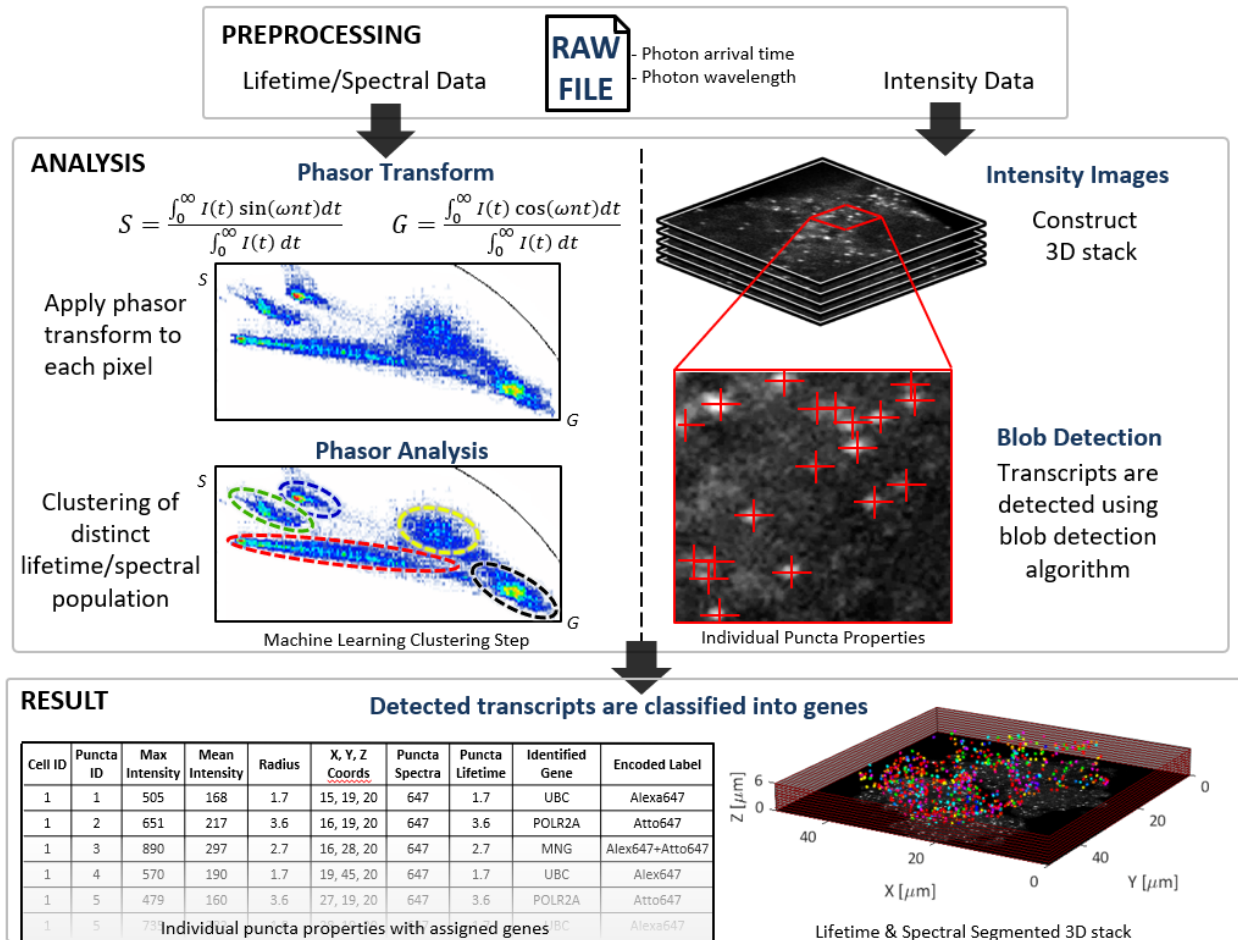 PREPROCESSING
Lifetime/Spectral Data
RAW
FILE
- Photon arrival time
- Photon wavelength
Intensity Data
ANALYSIS
Phasor Transform
S = ∫₀^∞ I(t) sin(ωnt)dt / ∫₀^∞ I(t) dt
G = ∫₀^∞ I(t) cos(ωnt)dt / ∫₀^∞ I(t) dt
Apply phasor
transform to
each pixel
S
G
Phasor Analysis
Clustering of
distinct
lifetime/spectral
population
S
G
Machine Learning Clustering Step
Intensity Images
Construct
3D stack
Blob Detection
Transcripts are
detected using
blob detection
algorithm
Individual Puncta Properties
RESULT
Detected transcripts are classified into genes
Cell ID Puncta ID Max Intensity Mean Intensity Radius X, Y, Z Coords Puncta Spectra Puncta Lifetime Identified Gene Encoded Label
1 1 505 168 1.7 15, 19, 20 647 1.7 UBC Alexa647
1 2 651 217 3.6 16, 19, 20 647 3.6 POLR2A Atto647
1 3 890 297 2.7 16, 28, 20 647 2.7 MNG Alex647+Atto647
1 4 570 190 1.7 19, 45, 20 647 1.7 UBC Alex647
1 5 479 160 3.6 27, 19, 20 647 3.6 POLR2A Atto647
1 5 UBC Alexa647
Individual puncta properties with assigned genes
Z [μm]
6
0
40
20
0
X [μm]
0
20
40
Y [μm]
Lifetime & Spectral Segmented 3D stack